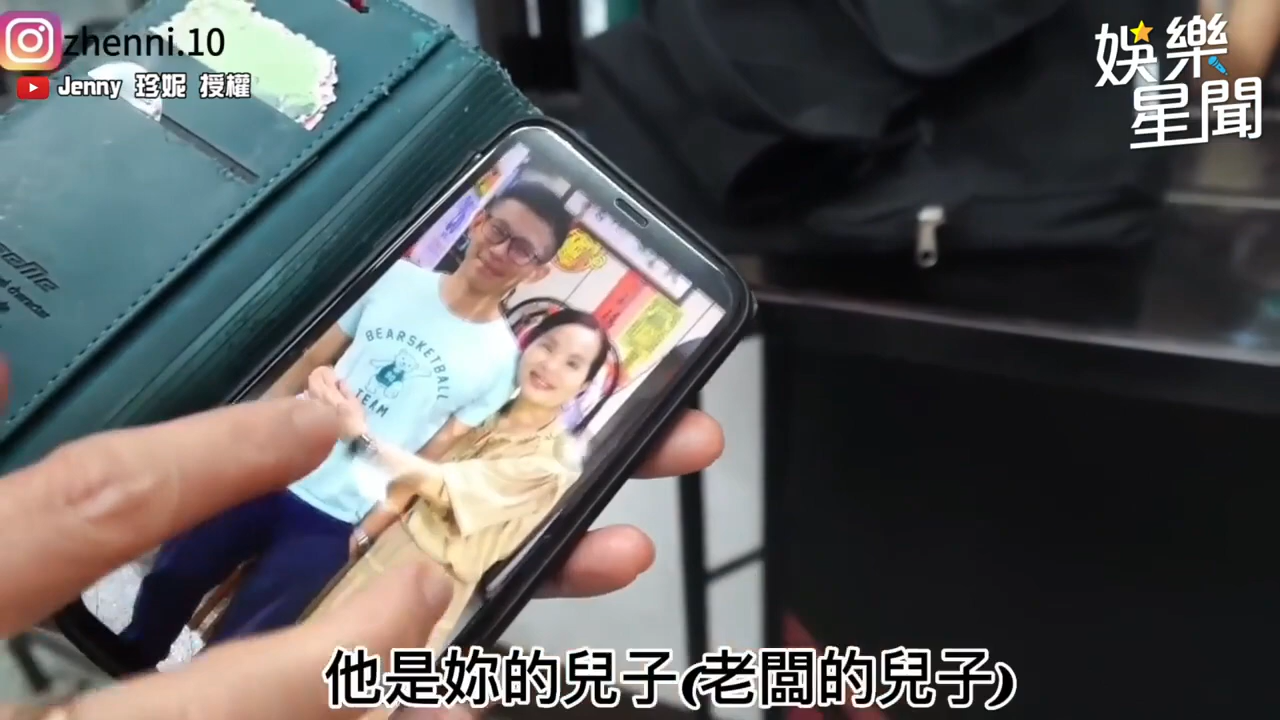 zhenni.10
Jenny 珍妮 授權
娛樂
星聞
BEARSKETBALL
TEAM
他是妳的兒子(老闆的兒子)